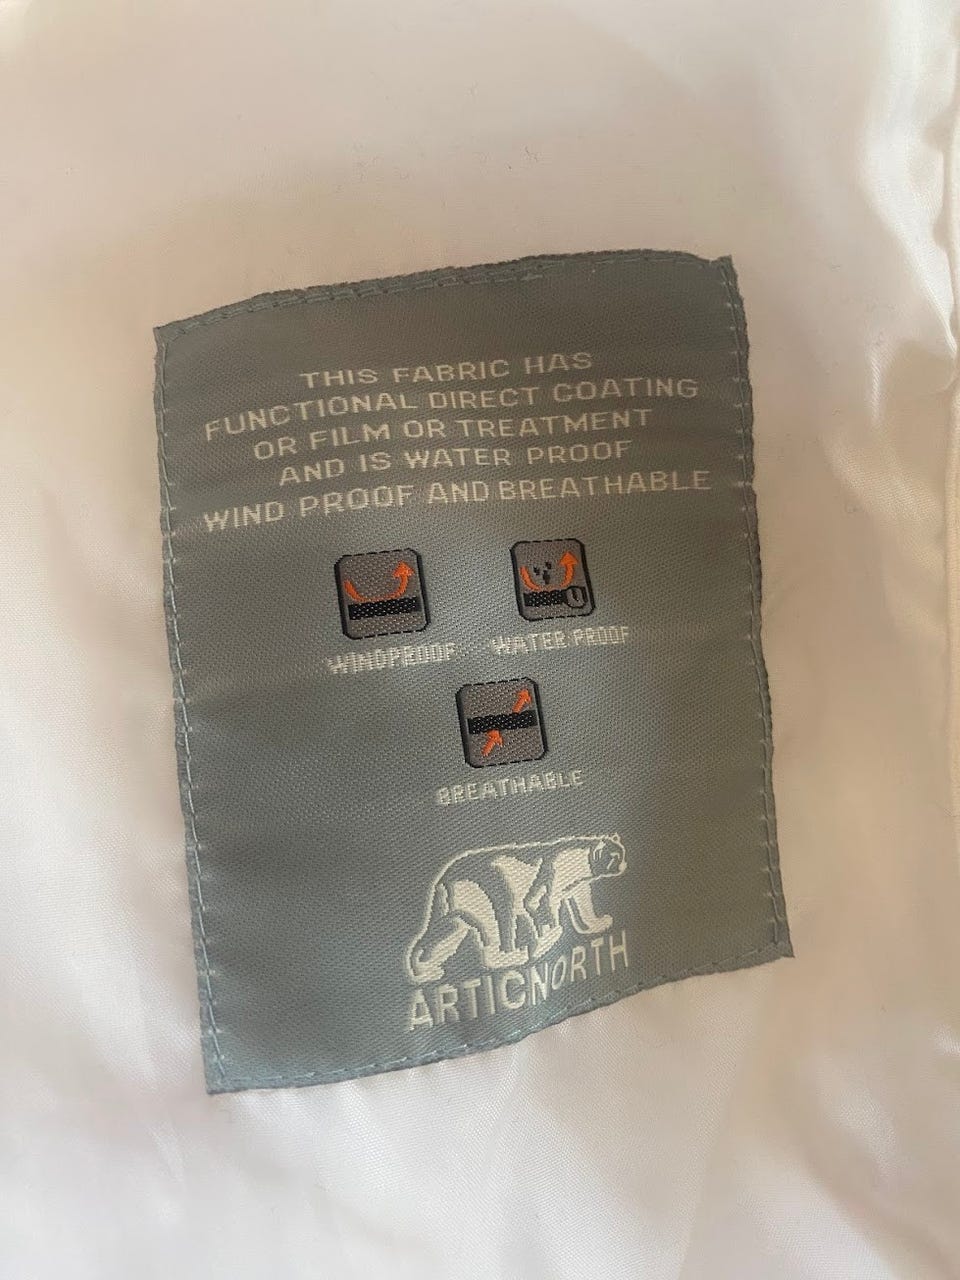 THIS FABRIC HAS
FUNCTIONAL DIRECT COATING
OR FILM OR TREATMENT
AND IS WATER PROOF
WIND PROOF AND BREATHABLE
WINDPROOF WATER PROOF
BREATHABLE
ARTICNORTH